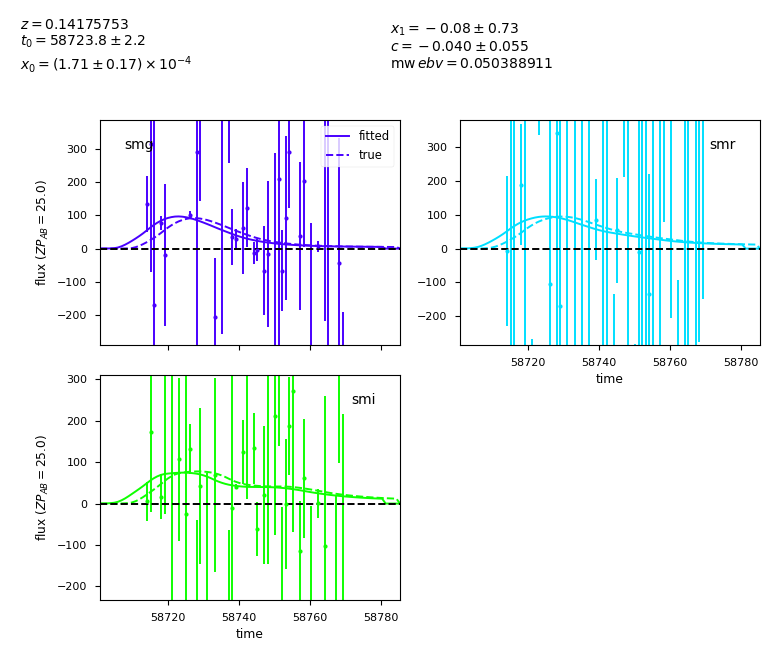 z = 0.14175753
t₀ = 58723.8 ± 2.2
x₀ = (1.71 ± 0.17) × 10⁻⁴
x₁ = −0.08 ± 0.73
c = −0.040 ± 0.055
mw ebv = 0.050388911
smg
fitted
true
300
200
100
0
−100
−200
flux (ZP_AB = 25.0)
smr
300
200
100
0
−100
−200
58720 58740 58760 58780
time
smi
300
200
100
0
−100
−200
flux (ZP_AB = 25.0)
58720 58740 58760 58780
time